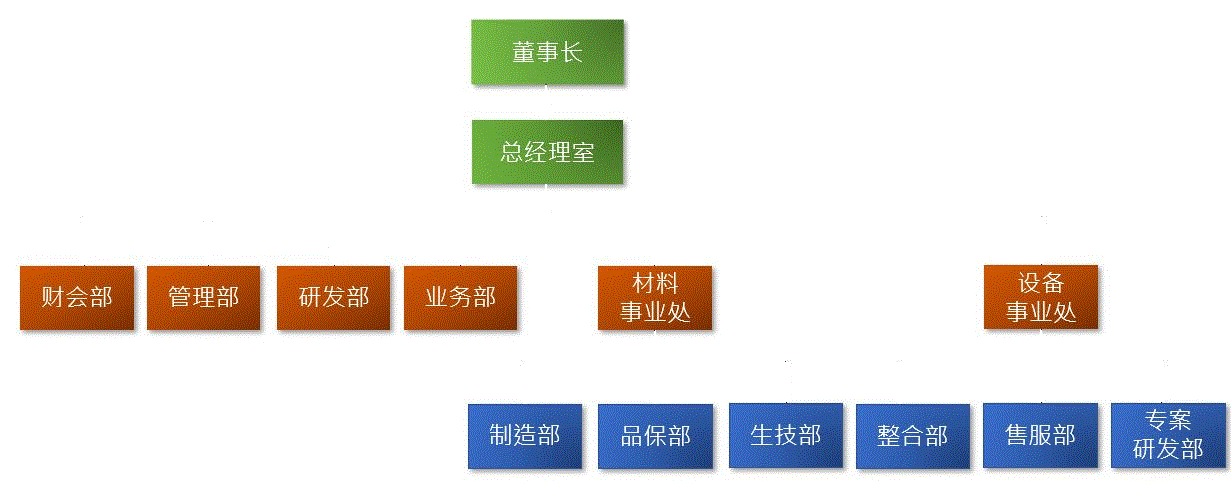 董事长
总经理室
财会部
管理部
研发部
业务部
材料
事业处
设备
事业处
制造部
品保部
生技部
整合部
售服部
专案
研发部